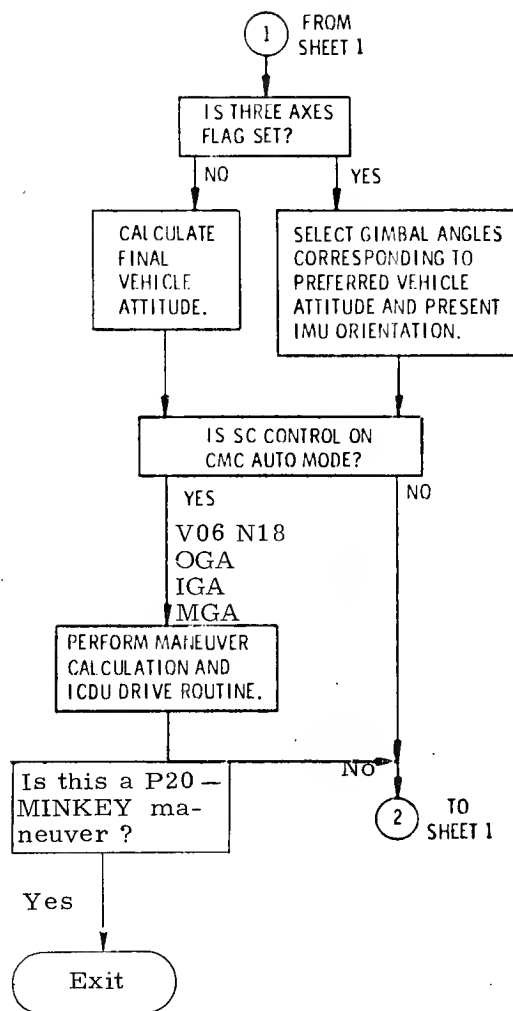 1
FROM
SHEET 1
IS THREE AXES
FLAG SET?
NO
YES
CALCULATE
FINAL
VEHICLE
ATTITUDE.
SELECT GIMBAL ANGLES
CORRESPONDING TO
PREFERRED VEHICLE
ATTITUDE AND PRESENT
IMU ORIENTATION.
IS SC CONTROL ON
CMC AUTO MODE?
YES
NO
V06 N18
OGA
IGA
MGA
PERFORM MANEUVER
CALCULATION AND
ICDU DRIVE ROUTINE.
No
Is this a P20 –
MINKEY ma-
neuver ?
2
TO
SHEET 1
Yes
Exit